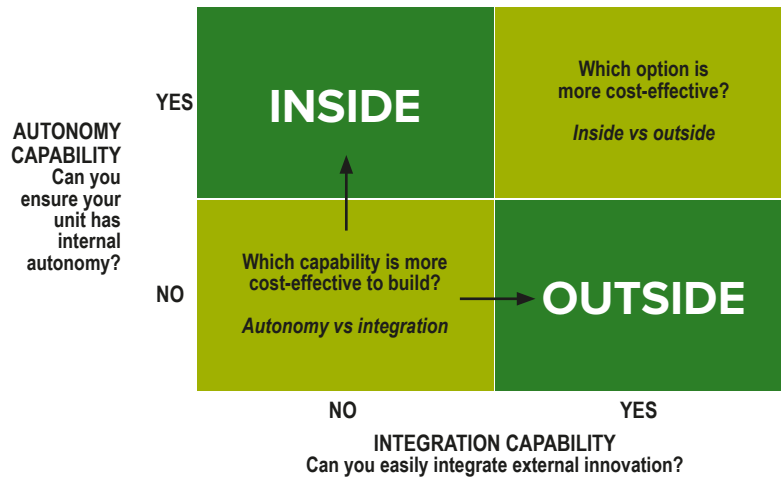 AUTONOMY
CAPABILITY
Can you
ensure your
unit has
internal
autonomy?
YES
NO
INSIDE
Which option is
more cost-effective?
Inside vs outside
Which capability is more
cost-effective to build?
Autonomy vs integration
OUTSIDE
NO
YES
INTEGRATION CAPABILITY
Can you easily integrate external innovation?